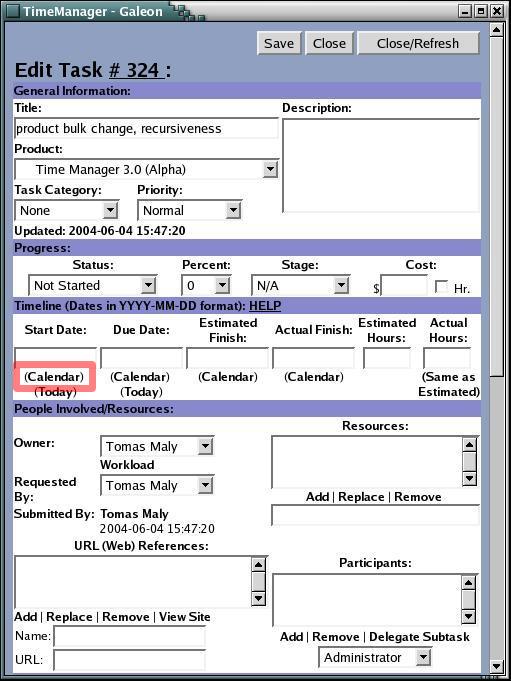 TimeManager - Galeon
Save Close Close/Refresh
Edit Task # 324 :
General Information:
Title: Description:
product bulk change, recursiveness
Product:
Time Manager 3.0 (Alpha)
Task Category: Priority:
None Normal
Updated: 2004-06-04 15:47:20
Progress:
Status: Percent: Stage: Cost:
Not Started 0 N/A $ Hr.
Timeline (Dates in YYYY-MM-DD format): HELP
Start Date: Due Date: Estimated Finish: Actual Finish: Estimated Hours: Actual Hours:
(Calendar) (Calendar) (Calendar) (Calendar) (Same as Estimated)
(Today) (Today)
People Involved/Resources:
Resources:
Owner: Tomas Maly
Workload
Requested By: Tomas Maly
Add | Replace | Remove
Submitted By: Tomas Maly
2004-06-04 15:47:20
URL (Web) References:
Participants:
Add | Replace | Remove | View Site
Name:
Add | Remove | Delegate Subtask
URL: Administrator